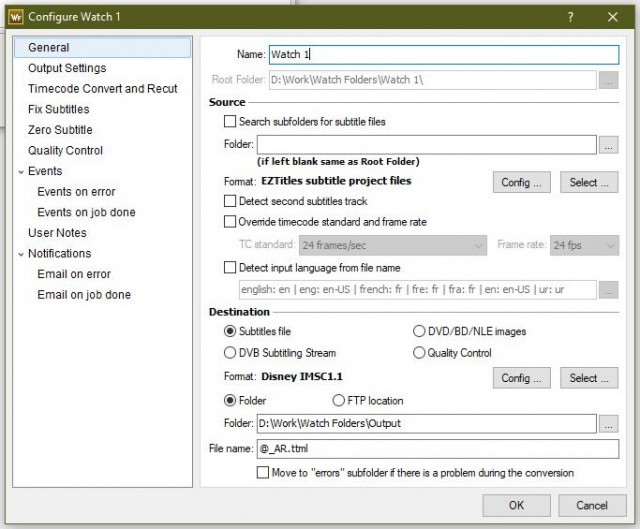 WF Configure Watch 1
General
Output Settings
Timecode Convert and Recut
Fix Subtitles
Zero Subtitle
Quality Control
Events
Events on error
Events on job done
User Notes
Notifications
Email on error
Email on job done
Name: Watch 1
Root Folder: D:\Work\Watch Folders\Watch 1\ ...
Source
Search subfolders for subtitle files
Folder: ...
(if left blank same as Root Folder)
Format: EZTitles subtitle project files Config ... Select ...
Detect second subtitles track
Override timecode standard and frame rate
TC standard: 24 frames/sec Frame rate: 24 fps
Detect input language from file name
english: en | eng: en-US | french: fr | fre: fr | fra: fr | en: en-US | ur: ur ...
Destination
Subtitles file DVD/BD/NLE images
DVB Subtitling Stream Quality Control
Format: Disney IMSC1.1 Config ... Select ...
Folder FTP location
Folder: D:\Work\Watch Folders\Output ...
File name: @_AR.ttml
Move to "errors" subfolder if there is a problem during the conversion
OK Cancel